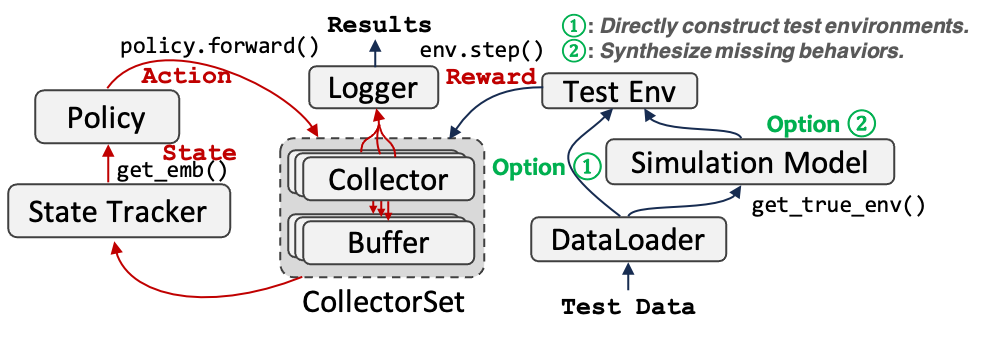 Results
①: Directly construct test environments.
②: Synthesize missing behaviors.
policy.forward()
env.step()
Action
Reward
Logger
Test Env
Policy
Option ②
State
get_emb()
Collector
Option ①
Simulation Model
State Tracker
get_true_env()
Buffer
DataLoader
CollectorSet
Test Data